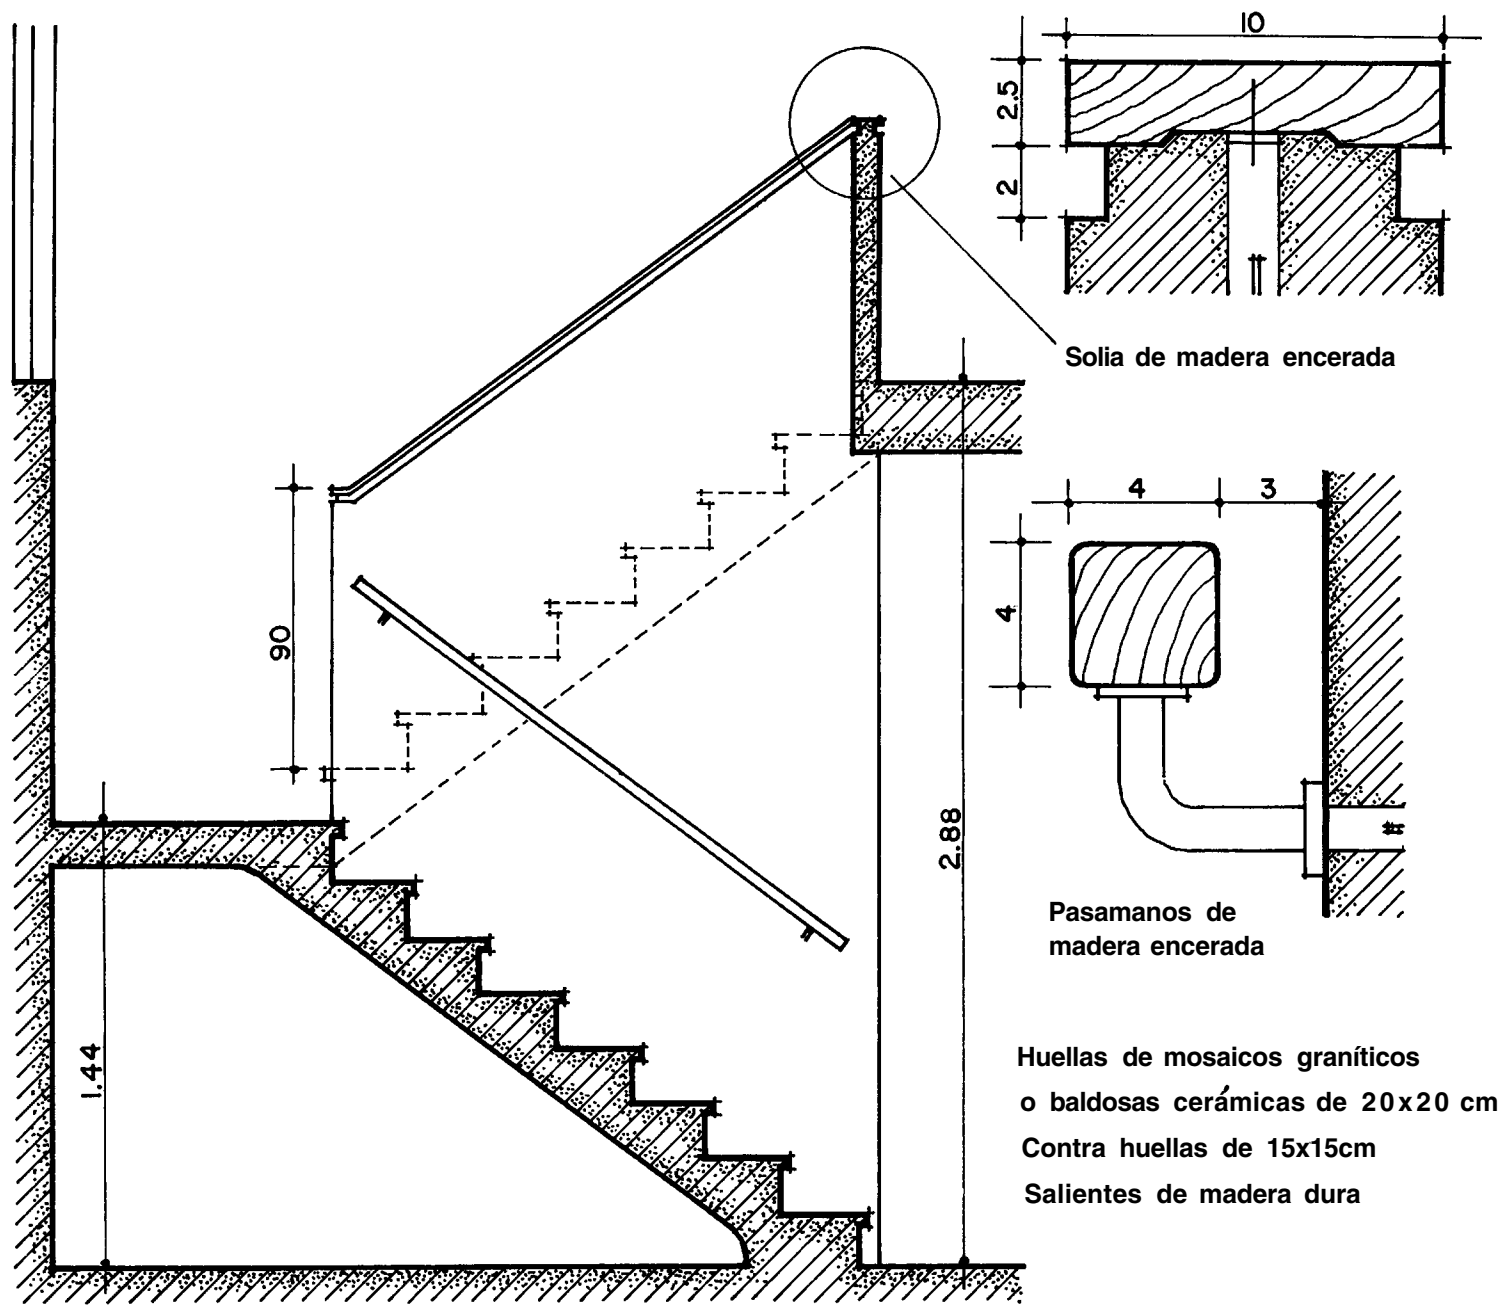 10
2.5
2
Solia de madera encerada
4
3
4
90
2.88
1.44
Pasamanos de
madera encerada
Huellas de mosaicos graníticos
o baldosas cerámicas de 20x20 cm
Contra huellas de 15x15cm
Salientes de madera dura